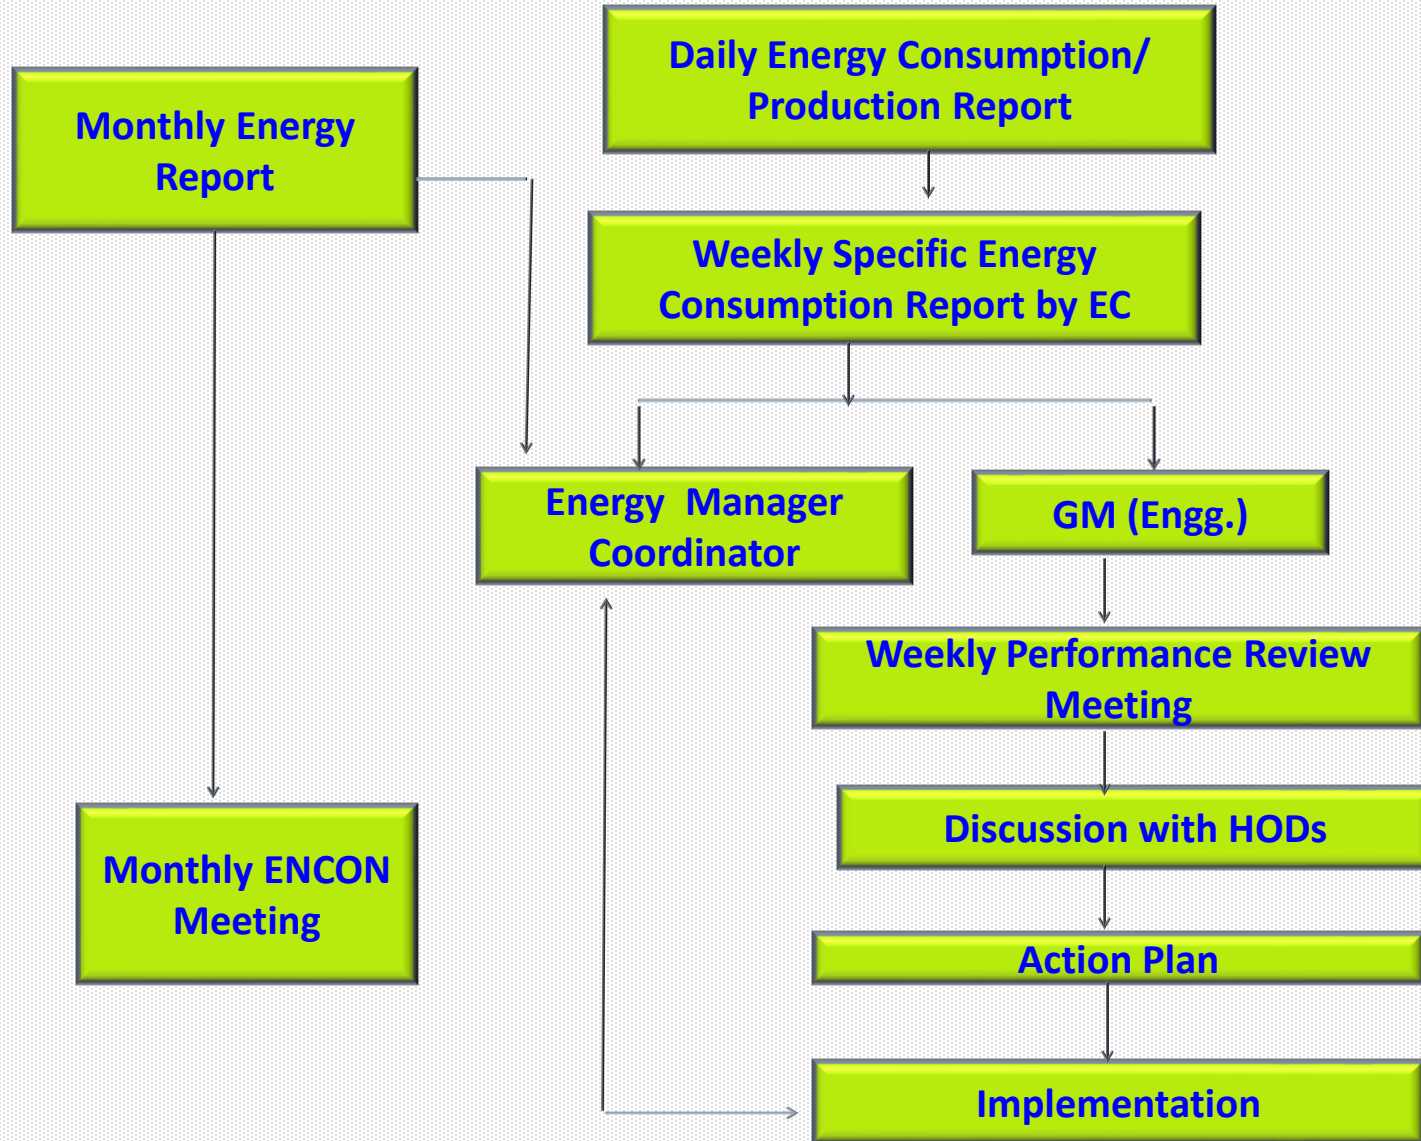 Daily Energy Consumption/
Production Report
Monthly Energy
Report
Weekly Specific Energy
Consumption Report by EC
Energy  Manager
Coordinator
GM (Engg.)
Weekly Performance Review
Meeting
Discussion with HODs
Monthly ENCON
Meeting
Action Plan
Implementation